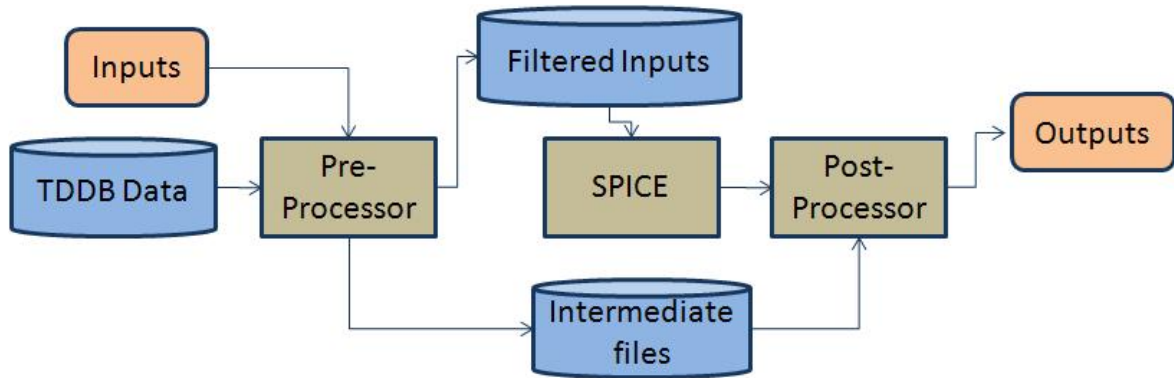 Inputs
Filtered Inputs
Outputs
TDDB Data
Pre-
Processor
SPICE
Post-
Processor
Intermediate
files